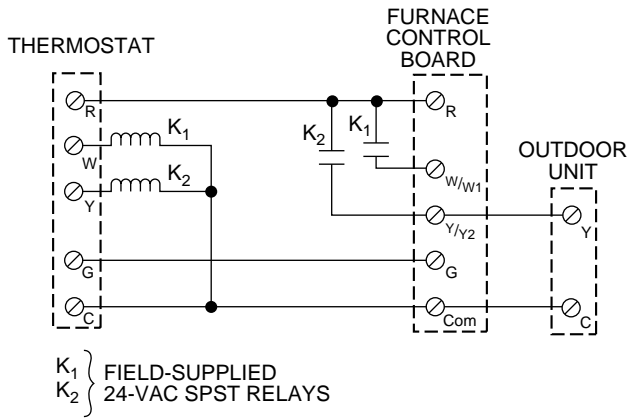 THERMOSTAT
FURNACE
CONTROL
BOARD
R
K1
K2
K1
R
W
K2
W/W1
OUTDOOR
UNIT
Y
Y/Y2
Y
G
G
C
Com
C
K1
K2
FIELD-SUPPLIED
24-VAC SPST RELAYS